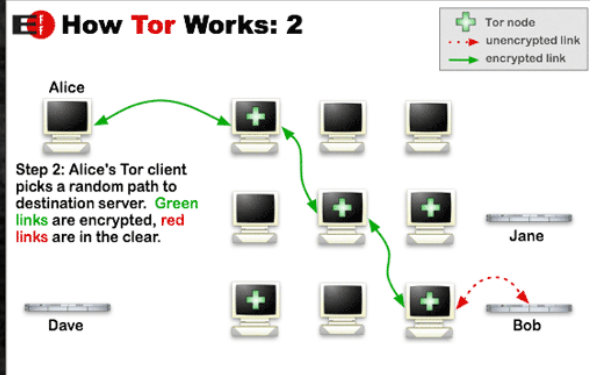 EFF How Tor Works: 2
Tor node
unencrypted link
encrypted link
Alice
Step 2: Alice's Tor client
picks a random path to
destination server. Green
links are encrypted, red
links are in the clear.
Jane
Dave
Bob